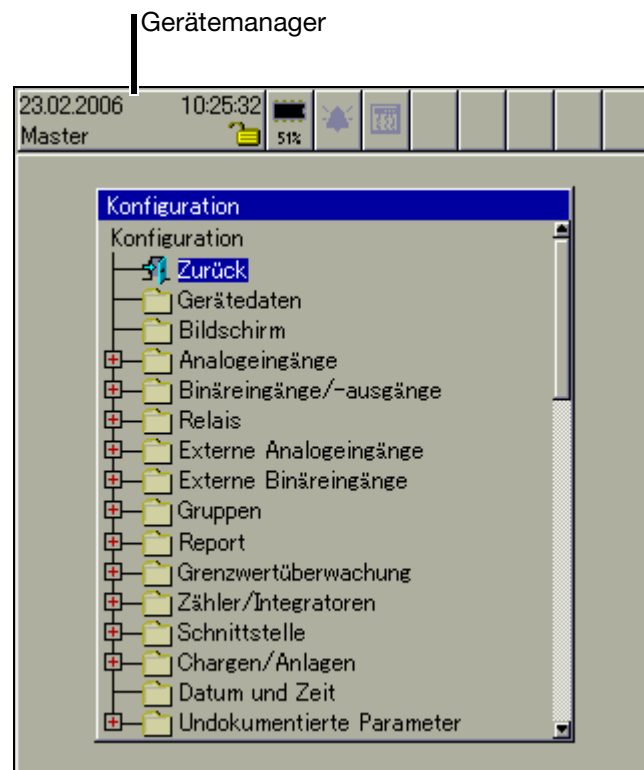 Gerätemanager
23.02.2006 10:25:32
Master 51%
Konfiguration
Konfiguration
Zurück
Gerätedaten
Bildschirm
Analogeingänge
Binäreingänge/-ausgänge
Relais
Externe Analogeingänge
Externe Binäreingänge
Gruppen
Report
Grenzwertüberwachung
Zähler/Integratoren
Schnittstelle
Chargen/Anlagen
Datum und Zeit
Undokumentierte Parameter